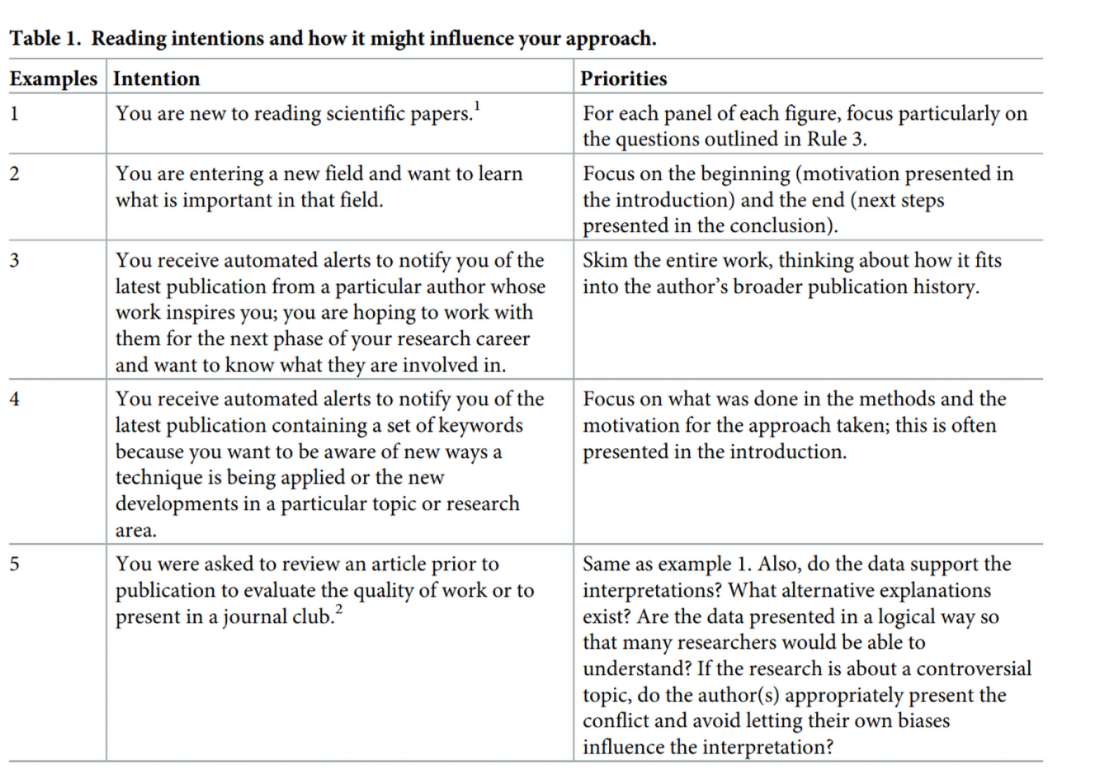 Table 1. Reading intentions and how it might influence your approach.
Examples Intention Priorities
1 You are new to reading scientific papers.¹ For each panel of each figure, focus particularly on
the questions outlined in Rule 3.
2 You are entering a new field and want to learn Focus on the beginning (motivation presented in
what is important in that field. the introduction) and the end (next steps
presented in the conclusion).
3 You receive automated alerts to notify you of the Skim the entire work, thinking about how it fits
latest publication from a particular author whose into the author's broader publication history.
work inspires you; you are hoping to work with
them for the next phase of your research career
and want to know what they are involved in.
4 You receive automated alerts to notify you of the Focus on what was done in the methods and the
latest publication containing a set of keywords motivation for the approach taken; this is often
because you want to be aware of new ways a presented in the introduction.
technique is being applied or the new
developments in a particular topic or research
area.
5 You were asked to review an article prior to Same as example 1. Also, do the data support the
publication to evaluate the quality of work or to interpretations? What alternative explanations
present in a journal club.² exist? Are the data presented in a logical way so
that many researchers would be able to
understand? If the research is about a controversial
topic, do the author(s) appropriately present the
conflict and avoid letting their own biases
influence the interpretation?